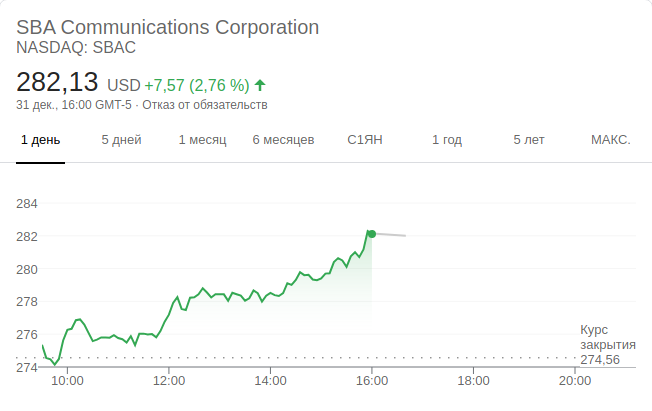 SBA Communications Corporation
NASDAQ: SBAC
282,13 USD +7,57 (2,76 %)
31 дек., 16:00 GMT-5 · Отказ от обязательств
1 день 5 дней 1 месяц 6 месяцев С1ЯН 1 год 5 лет МАКС.
284
282
280
278
276
Курс
закрытия
274,56
274
10:00 12:00 14:00 16:00 18:00 20:00